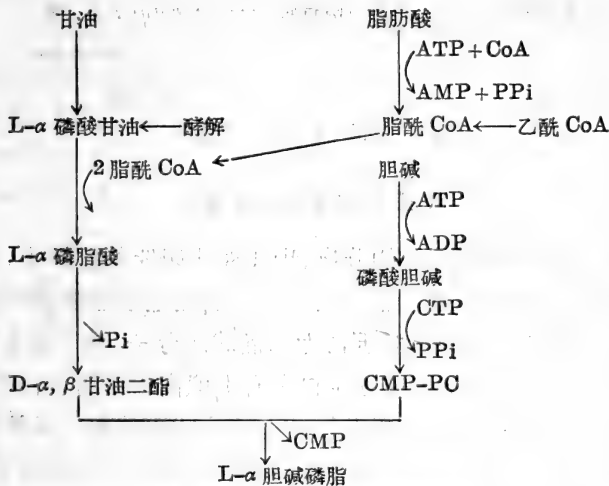 甘油 脂肪酸
ATP+CoA
AMP+PPi
L-α 磷酸甘油 酵解 脂酰 CoA 乙酰 CoA
2 脂酰 CoA 胆碱
ATP
ADP
L-α 磷脂酸 磷酸胆碱
CTP
Pi
PPi
D-α, β 甘油二酯 CMP-PC
CMP
L-α 胆碱磷脂